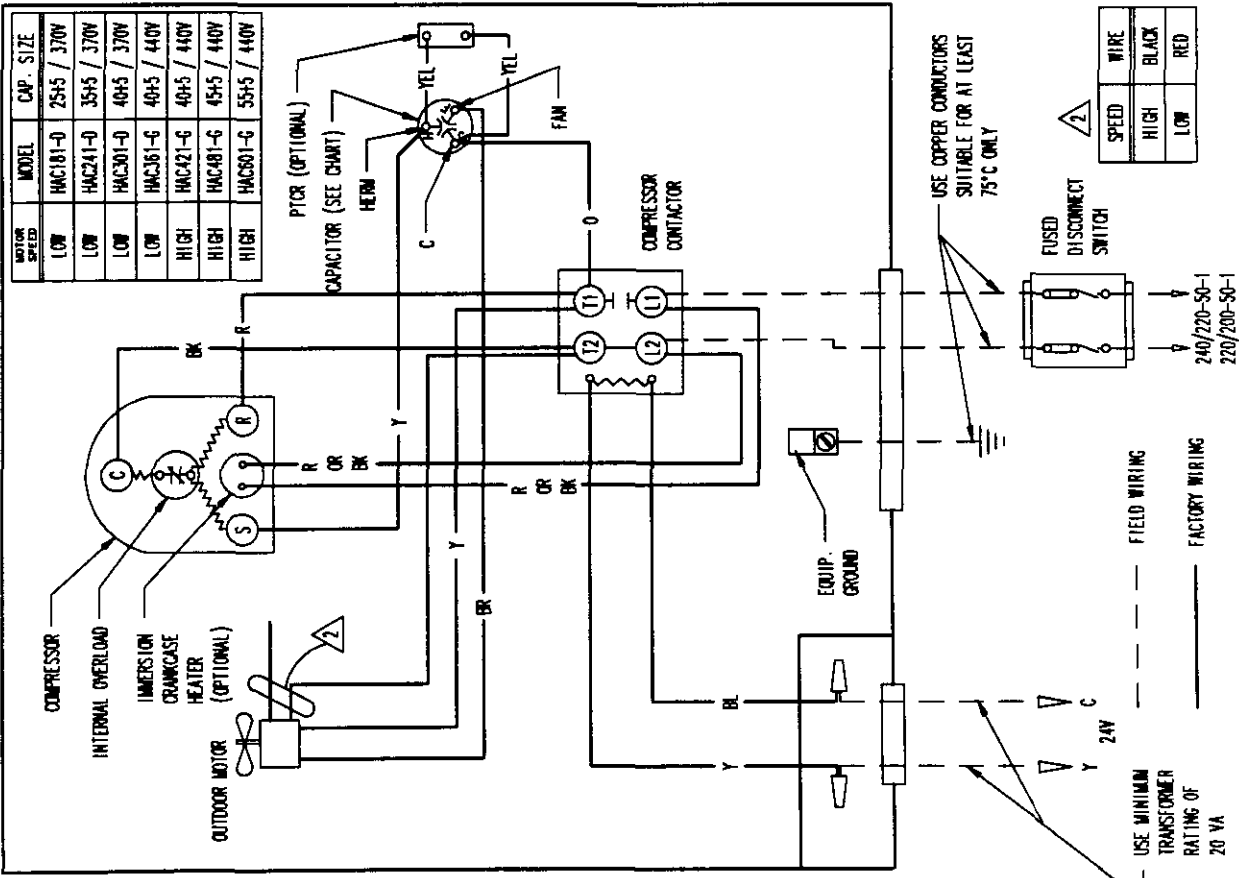 MOTOR SPEED MODEL CAP. SIZE
LOW HAC181-D 25+5 / 370V
LOW HAC241-D 35+5 / 370V
LOW HAC301-D 40+5 / 370V
LOW HAC361-G 40+5 / 440V
HIGH HAC421-G 40+5 / 440V
HIGH HAC481-G 45+5 / 440V
HIGH HAC601-G 55+5 / 440V
COMPRESSOR
INTERNAL OVERLOAD
IMMERSION
CRANKCASE
HEATER
(OPTIONAL)
OUTDOOR MOTOR
2
C
S
R
BK
R
R OR BK
R OR BK
Y
Y
BR
PTCR (OPTIONAL)
CAPACITOR (SEE CHART)
HERM
C
FAN
H
YEL
YEL
O
COMPRESSOR
CONTACTOR
T1
T2
L1
L2
EQUIP.
GROUND
BL
Y
USE COPPER CONDUCTORS
SUITABLE FOR AT LEAST
75°C ONLY
FUSED
DISCONNECT
SWITCH
240/220-50-1
220/200-50-1
2
SPEED WIRE
HIGH BLACK
LOW RED
C
24V
Y
USE MINIMUM
TRANSFORMER
RATING OF
20 VA
FIELD WIRING
FACTORY WIRING